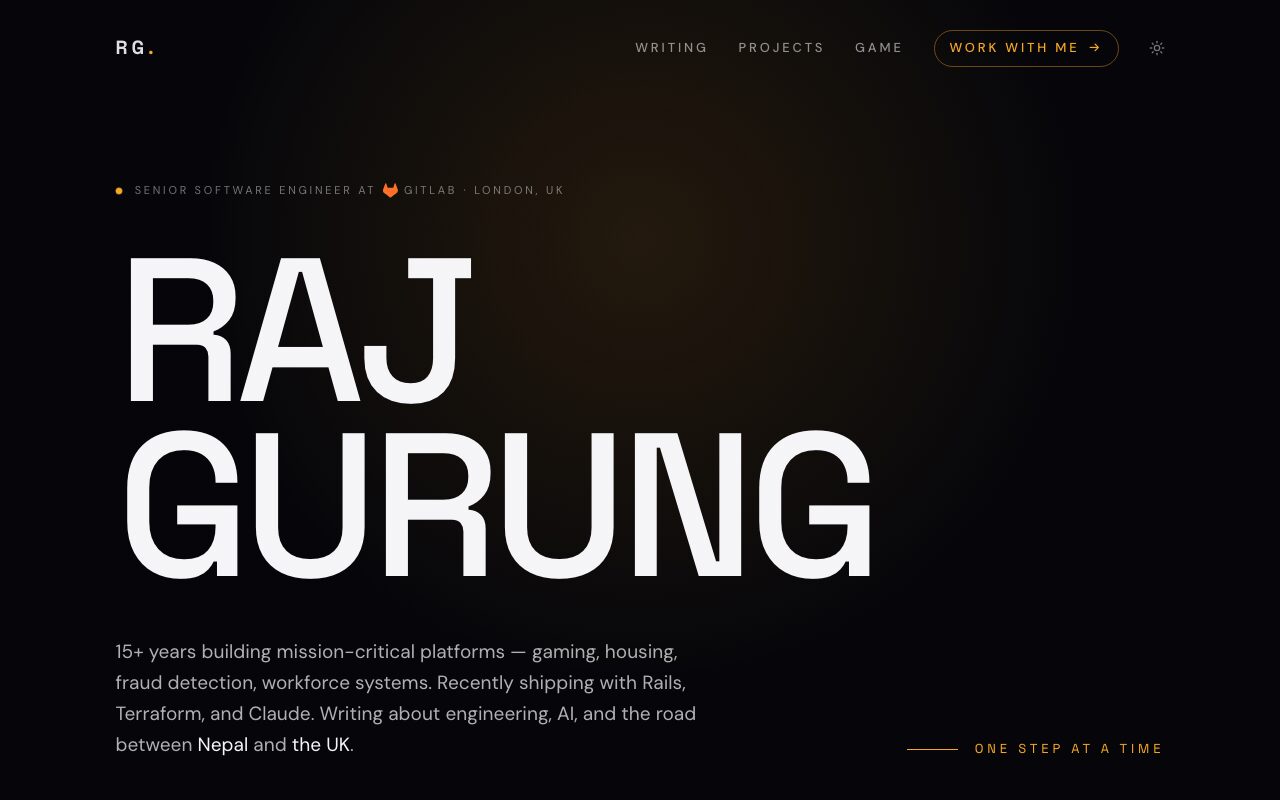 RG.
WRITING PROJECTS GAME WORK WITH ME →
SENIOR SOFTWARE ENGINEER AT GITLAB · LONDON, UK
RAJ
GURUNG
15+ years building mission-critical platforms — gaming, housing,
fraud detection, workforce systems. Recently shipping with Rails,
Terraform, and Claude. Writing about engineering, AI, and the road
between Nepal and the UK.
ONE STEP AT A TIME